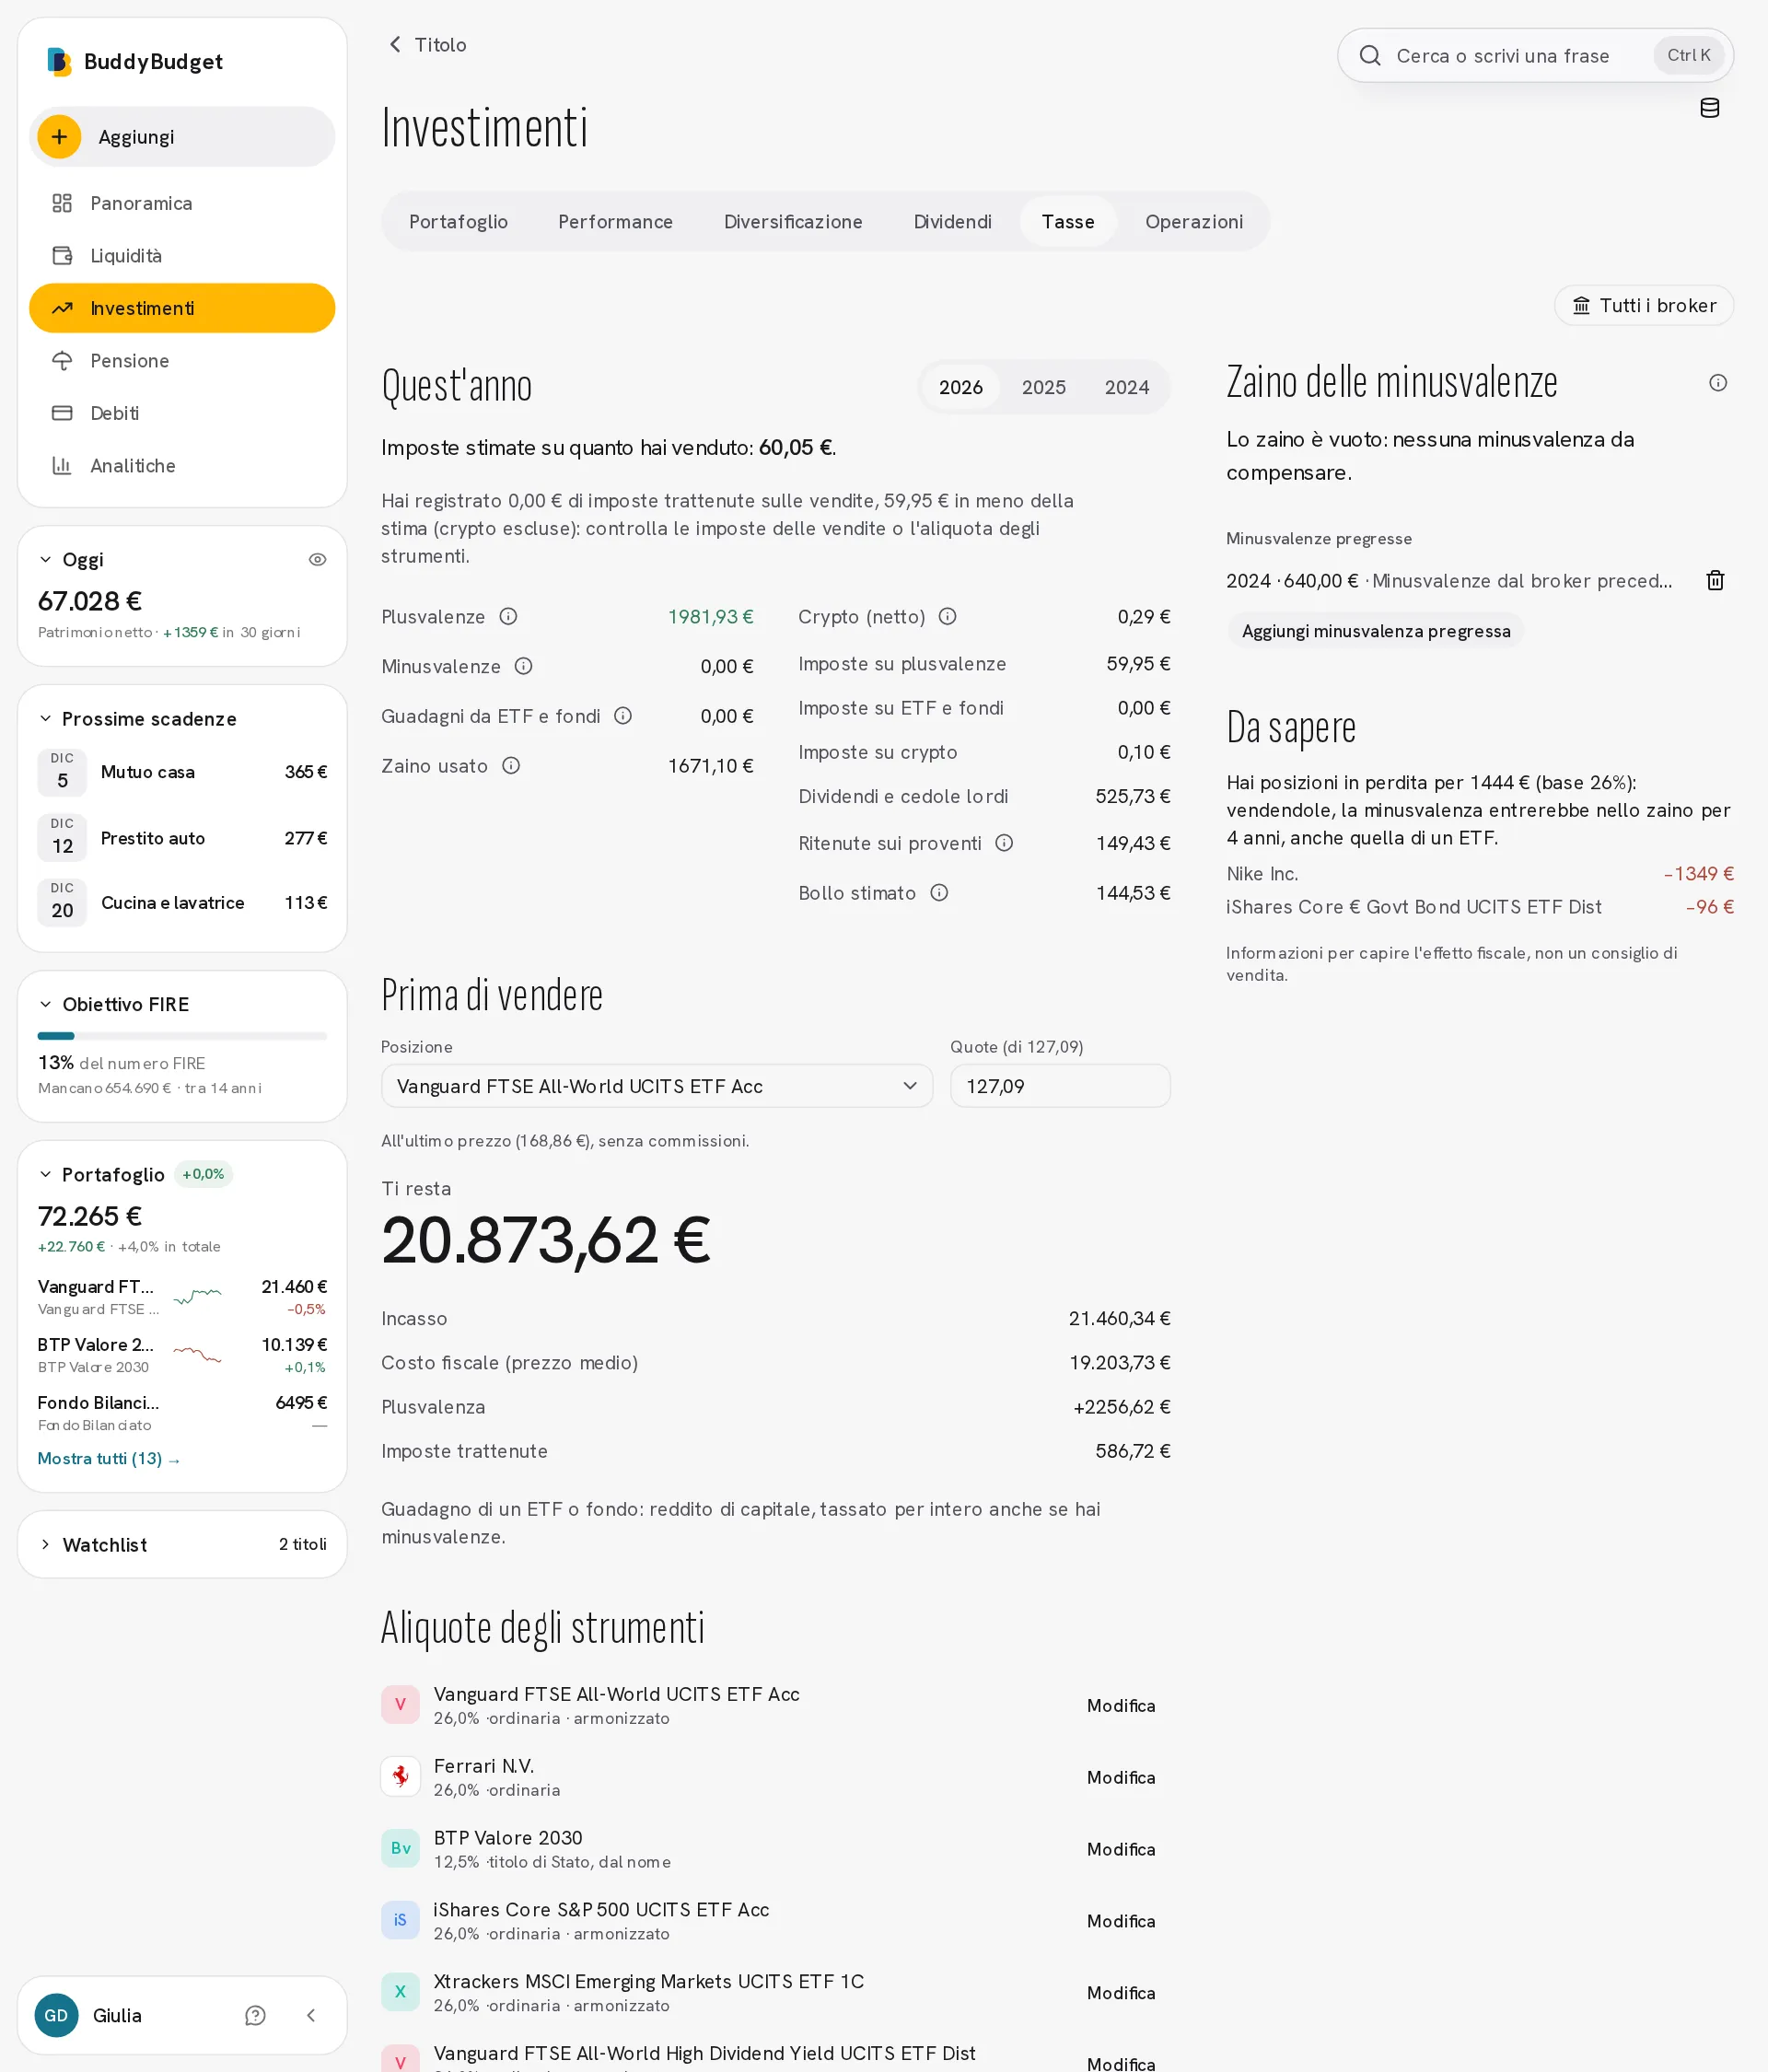 BuddyBudget
Aggiungi
Panoramica
Liquidità
Investimenti
Pensione
Debiti
Analitiche
Oggi
67.028 €
Patrimonio netto · +1359 € in 30 giorni
Prossime scadenze
DIC
5
Mutuo casa
365 €
DIC
12
Prestito auto
277 €
DIC
20
Cucina e lavatrice
113 €
Obiettivo FIRE
13% del numero FIRE
Mancano 654.690 € · tra 14 anni
Portafoglio
+0,0%
72.265 €
+22.760 € · +4,0% in totale
Vanguard FT...
21.460 €
Vanguard FTSE ...
−0,5%
BTP Valore 2...
10.139 €
BTP Valore 2030
+0,1%
Fondo Bilanci...
6495 €
Fondo Bilanciato
—
Mostra tutti (13) →
Watchlist
2 titoli
GD
Giulia
Titolo
Cerca o scrivi una frase
Ctrl K
Investimenti
Portafoglio
Performance
Diversificazione
Dividendi
Tasse
Operazioni
Tutti i broker
Quest'anno
2026
2025
2024
Imposte stimate su quanto hai venduto: 60,05 €.
Hai registrato 0,00 € di imposte trattenute sulle vendite, 59,95 € in meno della
stima (crypto escluse): controlla le imposte delle vendite o l'aliquota degli
strumenti.
Plusvalenze
1981,93 €
Minusvalenze
0,00 €
Guadagni da ETF e fondi
0,00 €
Zaino usato
1671,10 €
Crypto (netto)
0,29 €
Imposte su plusvalenze
59,95 €
Imposte su ETF e fondi
0,00 €
Imposte su crypto
0,10 €
Dividendi e cedole lordi
525,73 €
Ritenute sui proventi
149,43 €
Bollo stimato
144,53 €
Zaino delle minusvalenze
Lo zaino è vuoto: nessuna minusvalenza da
compensare.
Minusvalenze pregresse
2024 · 640,00 € · Minusvalenze dal broker preced...
Aggiungi minusvalenza pregressa
Da sapere
Hai posizioni in perdita per 1444 € (base 26%):
vendendole, la minusvalenza entrerebbe nello zaino per
4 anni, anche quella di un ETF.
Nike Inc.
−1349 €
iShares Core € Govt Bond UCITS ETF Dist
−96 €
Informazioni per capire l'effetto fiscale, non un consiglio di
vendita.
Prima di vendere
Posizione
Quote (di 127,09)
Vanguard FTSE All-World UCITS ETF Acc
127,09
All'ultimo prezzo (168,86 €), senza commissioni.
Ti resta
20.873,62 €
Incasso
21.460,34 €
Costo fiscale (prezzo medio)
19.203,73 €
Plusvalenza
+2256,62 €
Imposte trattenute
586,72 €
Guadagno di un ETF o fondo: reddito di capitale, tassato per intero anche se hai
minusvalenze.
Aliquote degli strumenti
V
Vanguard FTSE All-World UCITS ETF Acc
26,0% · ordinaria · armonizzato
Modifica
Ferrari N.V.
26,0% · ordinaria
Modifica
Bv
BTP Valore 2030
12,5% · titolo di Stato, dal nome
Modifica
iS
iShares Core S&P 500 UCITS ETF Acc
26,0% · ordinaria · armonizzato
Modifica
X
Xtrackers MSCI Emerging Markets UCITS ETF 1C
26,0% · ordinaria · armonizzato
Modifica
V
Vanguard FTSE All-World High Dividend Yield UCITS ETF Dist
Modifica